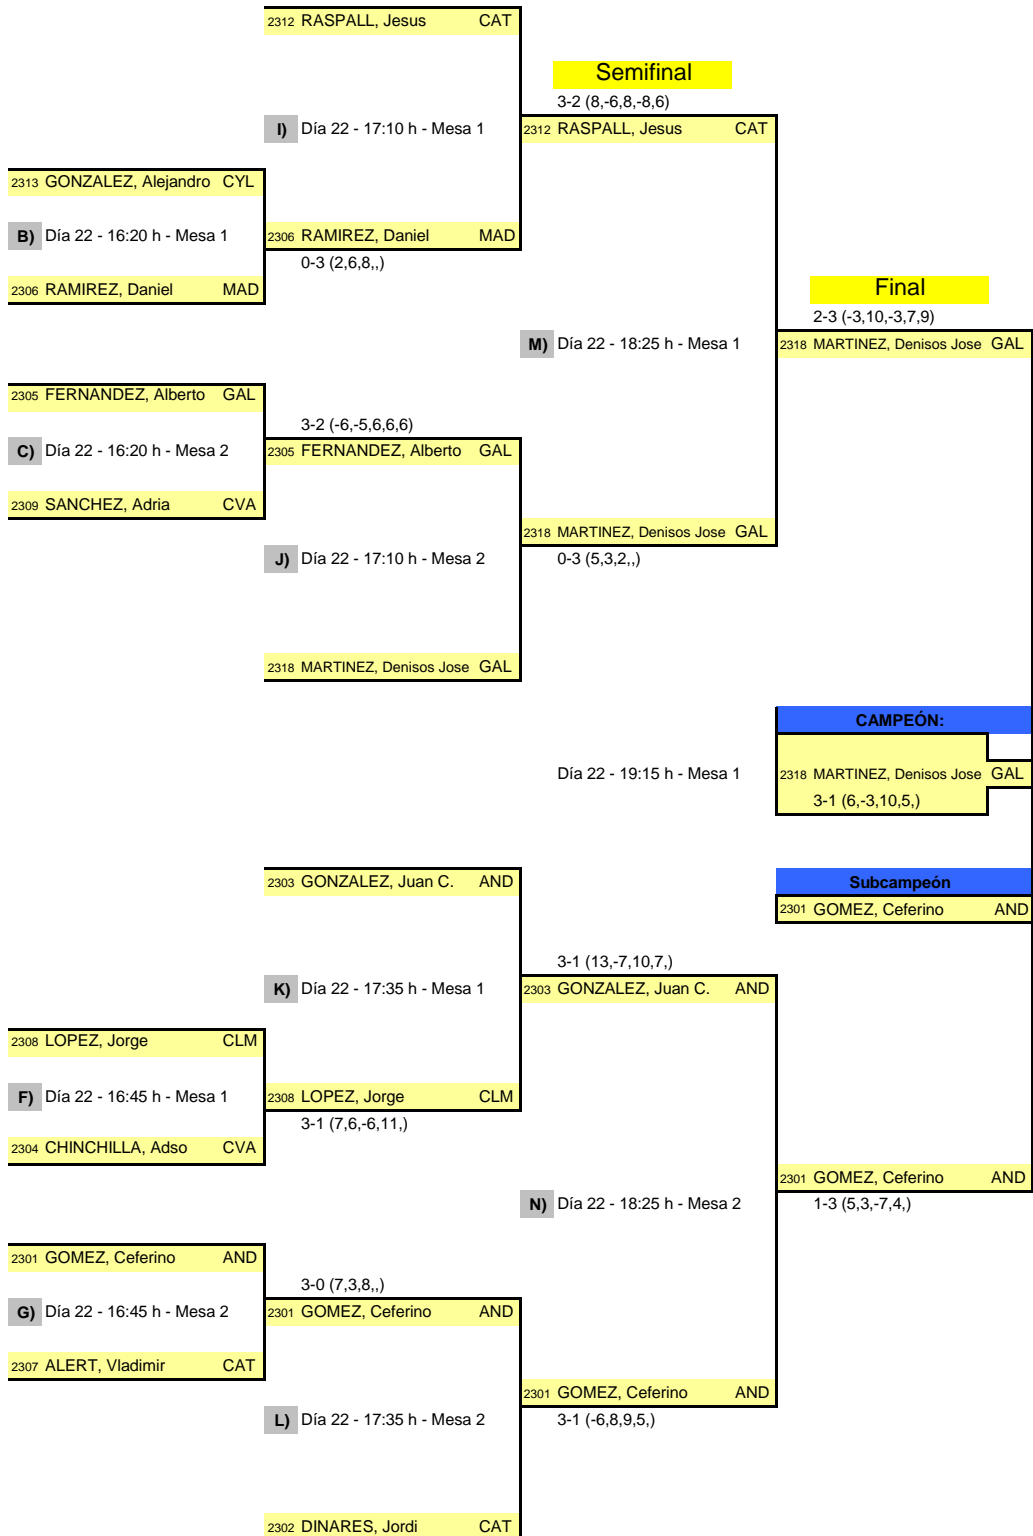 2312 RASPALL, Jesus CAT
Semifinal
3-2 (8,-6,8,-8,6)
I) Día 22 - 17:10 h - Mesa 1
2312 RASPALL, Jesus CAT
2313 GONZALEZ, Alejandro CYL
B) Día 22 - 16:20 h - Mesa 1
2306 RAMIREZ, Daniel MAD
0-3 (2,6,8,,)
2306 RAMIREZ, Daniel MAD
Final
2-3 (-3,10,-3,7,9)
M) Día 22 - 18:25 h - Mesa 1
2318 MARTINEZ, Denisos Jose GAL
2305 FERNANDEZ, Alberto GAL
3-2 (-6,-5,6,6,6)
C) Día 22 - 16:20 h - Mesa 2
2305 FERNANDEZ, Alberto GAL
2309 SANCHEZ, Adria CVA
2318 MARTINEZ, Denisos Jose GAL
J) Día 22 - 17:10 h - Mesa 2
0-3 (5,3,2,,)
2318 MARTINEZ, Denisos Jose GAL
CAMPEÓN:
Día 22 - 19:15 h - Mesa 1
2318 MARTINEZ, Denisos Jose GAL
3-1 (6,-3,10,5,)
2303 GONZALEZ, Juan C. AND
Subcampeón
2301 GOMEZ, Ceferino AND
3-1 (13,-7,10,7,)
K) Día 22 - 17:35 h - Mesa 1
2303 GONZALEZ, Juan C. AND
2308 LOPEZ, Jorge CLM
F) Día 22 - 16:45 h - Mesa 1
2308 LOPEZ, Jorge CLM
3-1 (7,6,-6,11,)
2304 CHINCHILLA, Adso CVA
2301 GOMEZ, Ceferino AND
N) Día 22 - 18:25 h - Mesa 2
1-3 (5,3,-7,4,)
2301 GOMEZ, Ceferino AND
3-0 (7,3,8,,)
G) Día 22 - 16:45 h - Mesa 2
2301 GOMEZ, Ceferino AND
2307 ALERT, Vladimir CAT
2301 GOMEZ, Ceferino AND
L) Día 22 - 17:35 h - Mesa 2
3-1 (-6,8,9,5,)
2302 DINARES, Jordi CAT